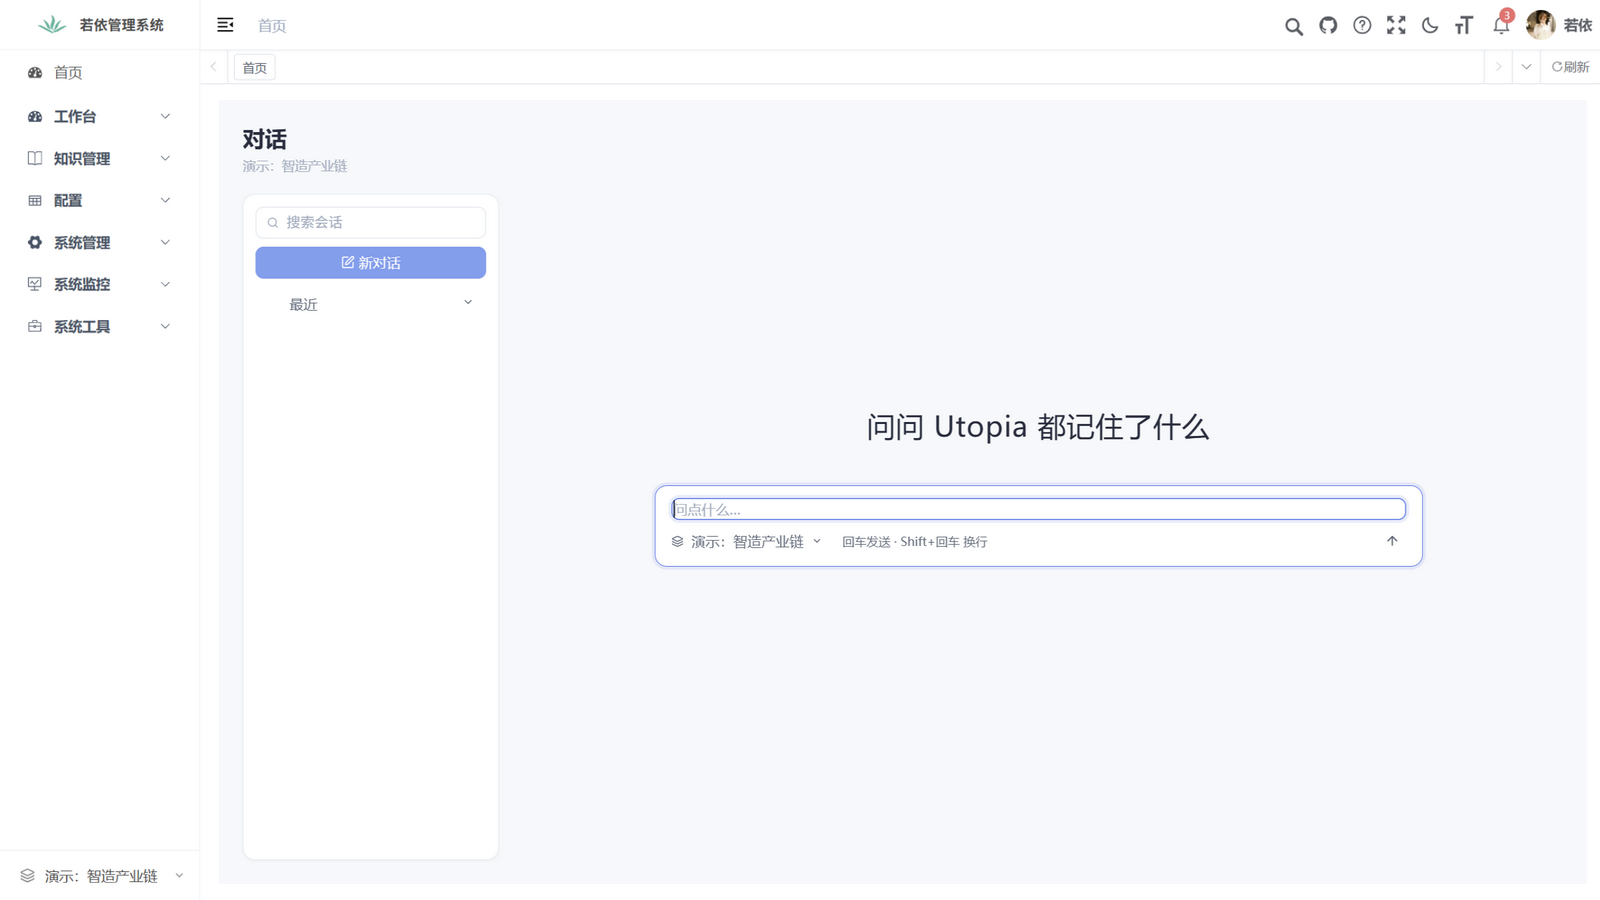 若依管理系统
首页
工作台
知识管理
配置
系统管理
系统监控
系统工具
演示：智造产业链
首页
3
若依
首页
刷新
对话
演示：智造产业链
搜索会话
新对话
最近
问问 Utopia 都记住了什么
问点什么...
演示：智造产业链
回车发送 · Shift+回车 换行